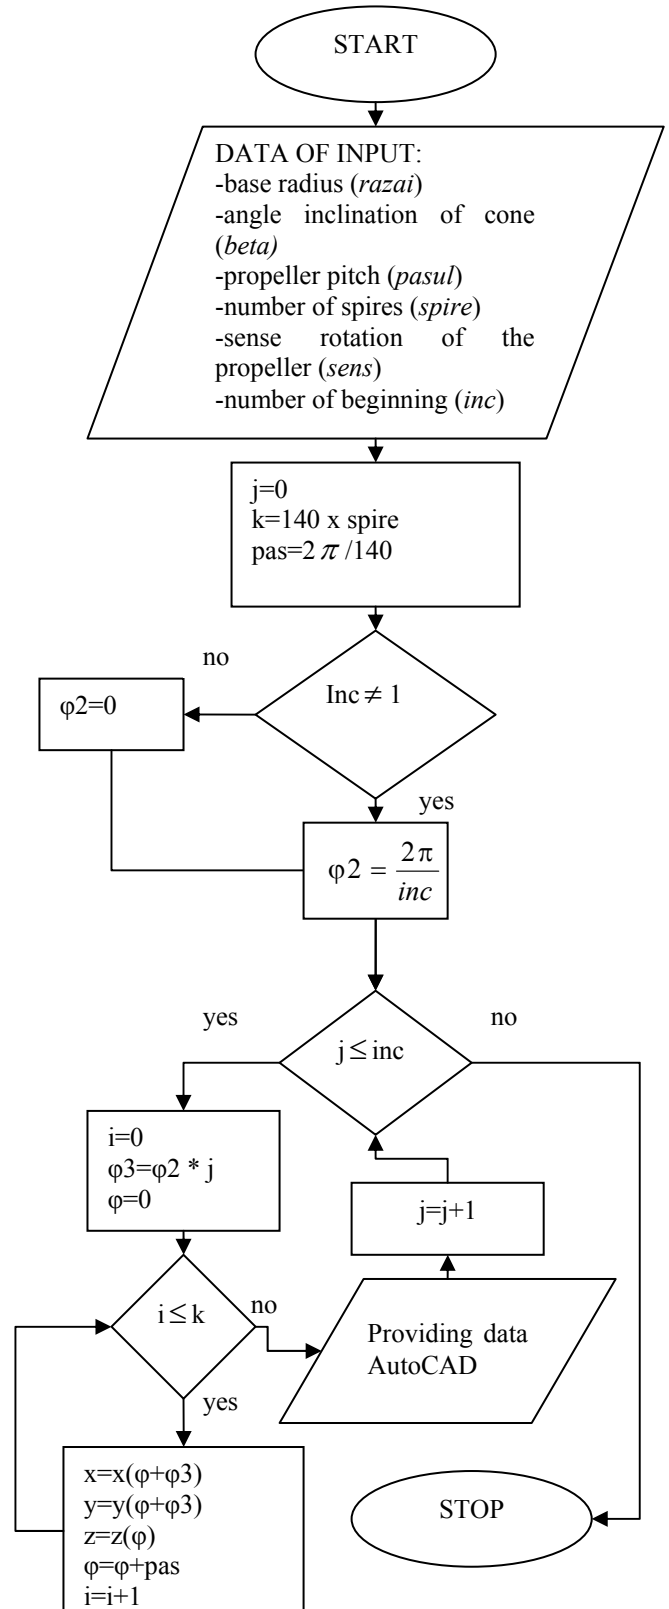 START
DATA OF INPUT:
-base radius (razai)
-angle inclination of cone
(beta)
-propeller pitch (pasul)
-number of spires (spire)
-sense rotation of the
propeller (sens)
-number of beginning (inc)
j=0
k=140 x spire
pas=2 π /140
no
Inc ≠ 1
φ2=0
yes
φ2 = 2π / inc
yes
no
j ≤ inc
i=0
φ3=φ2 * j
φ=0
j=j+1
i ≤ k
no
Providing data
AutoCAD
yes
x=x(φ+φ3)
y=y(φ+φ3)
z=z(φ)
φ=φ+pas
i=i+1
STOP